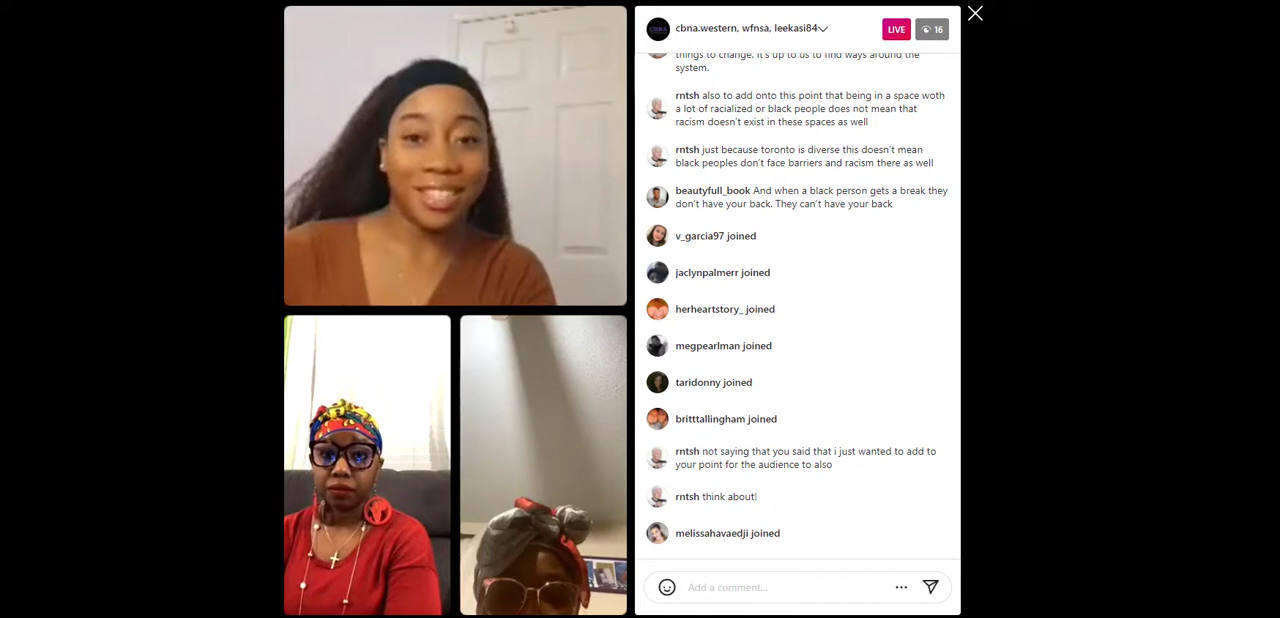 cbna.western, wfnsa, leekasi84
LIVE
16
things to change. It's up to us to find ways around the
system.
rntsh also to add onto this point that being in a space woth
a lot of racialized or black people does not mean that
racism doesn't exist in these spaces as well
rntsh just because toronto is diverse this doesn't mean
black peoples don't face barriers and racism there as well
beautyfull_book And when a black person gets a break they
don't have your back. They can't have your back
v_garcia97 joined
jaclynpalmerr joined
herheartstory_ joined
megpearlman joined
taridonny joined
britttallingham joined
rntsh not saying that you said that i just wanted to add to
your point for the audience to also
rntsh think about!
melissahavaedji joined
Add a comment...